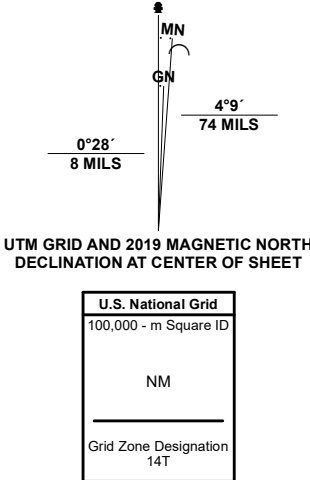 MN
GN
4°9´
74 MILS
0°28´
8 MILS
UTM GRID AND 2019 MAGNETIC NORTH
DECLINATION AT CENTER OF SHEET
U.S. National Grid
100,000 - m Square ID
NM
Grid Zone Designation
14T